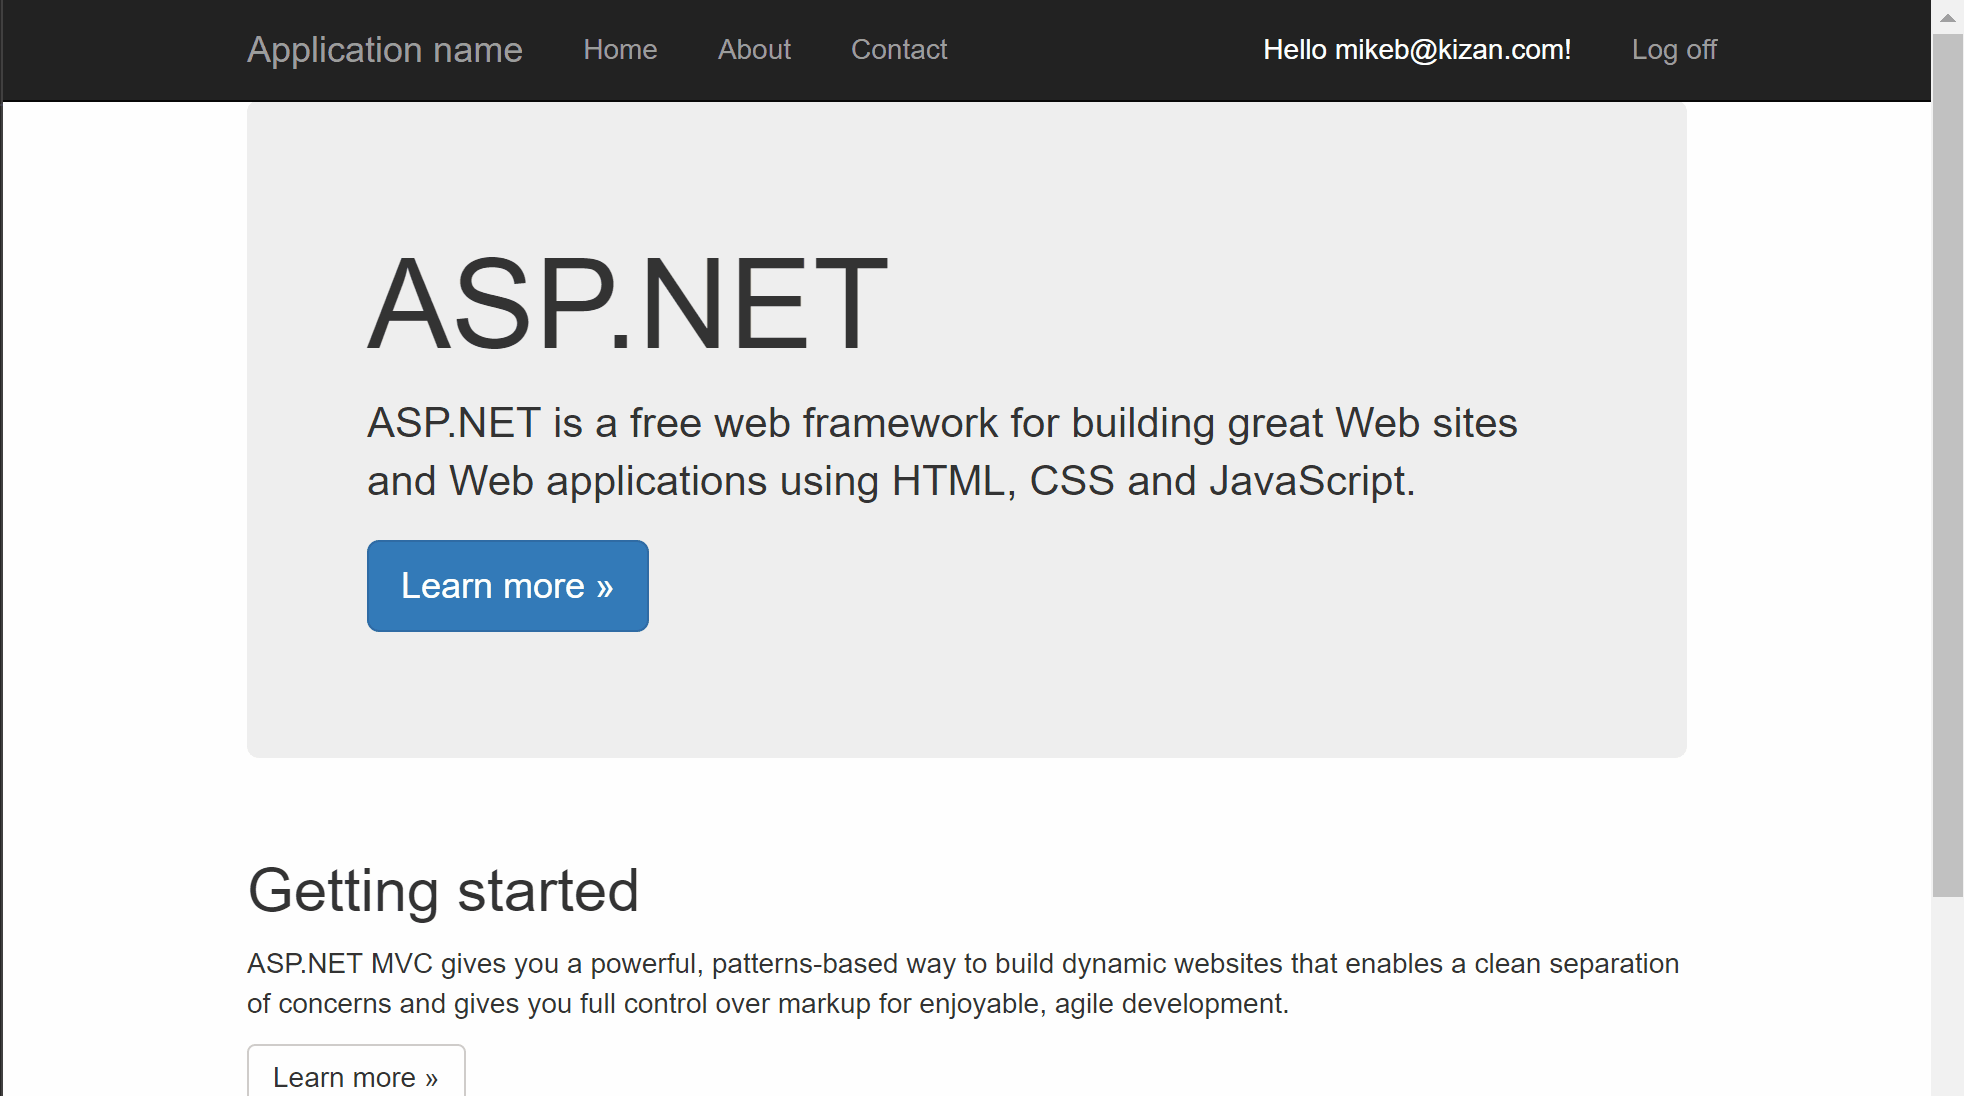 Application name Home About Contact Hello mikeb@kizan.com! Log off
ASP.NET
ASP.NET is a free web framework for building great Web sites
and Web applications using HTML, CSS and JavaScript.
Learn more »
Getting started
ASP.NET MVC gives you a powerful, patterns-based way to build dynamic websites that enables a clean separation
of concerns and gives you full control over markup for enjoyable, agile development.
Learn more »